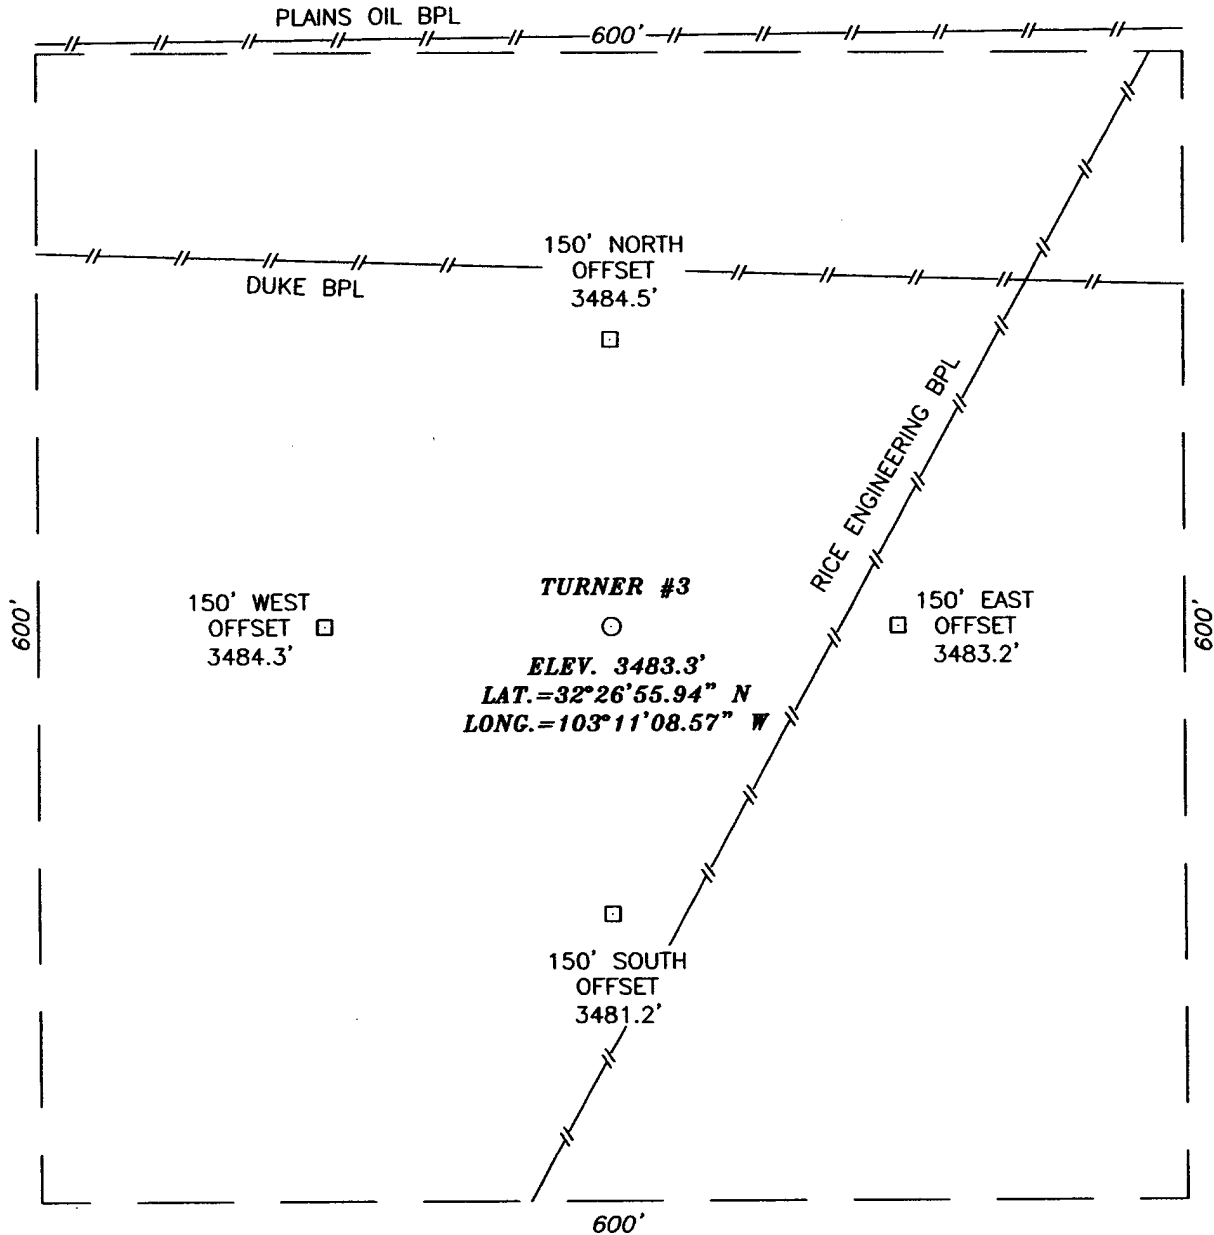 PLAINS OIL BPL
600'
150' NORTH
OFFSET
3484.5'
DUKE BPL
RICE ENGINEERING BPL
TURNER #3
150' WEST
OFFSET
3484.3'
150' EAST
OFFSET
3483.2'
600'
600'
ELEV. 3483.3'
LAT.=32°26'55.94" N
LONG.=103°11'08.57" W
150' SOUTH
OFFSET
3481.2'
600'